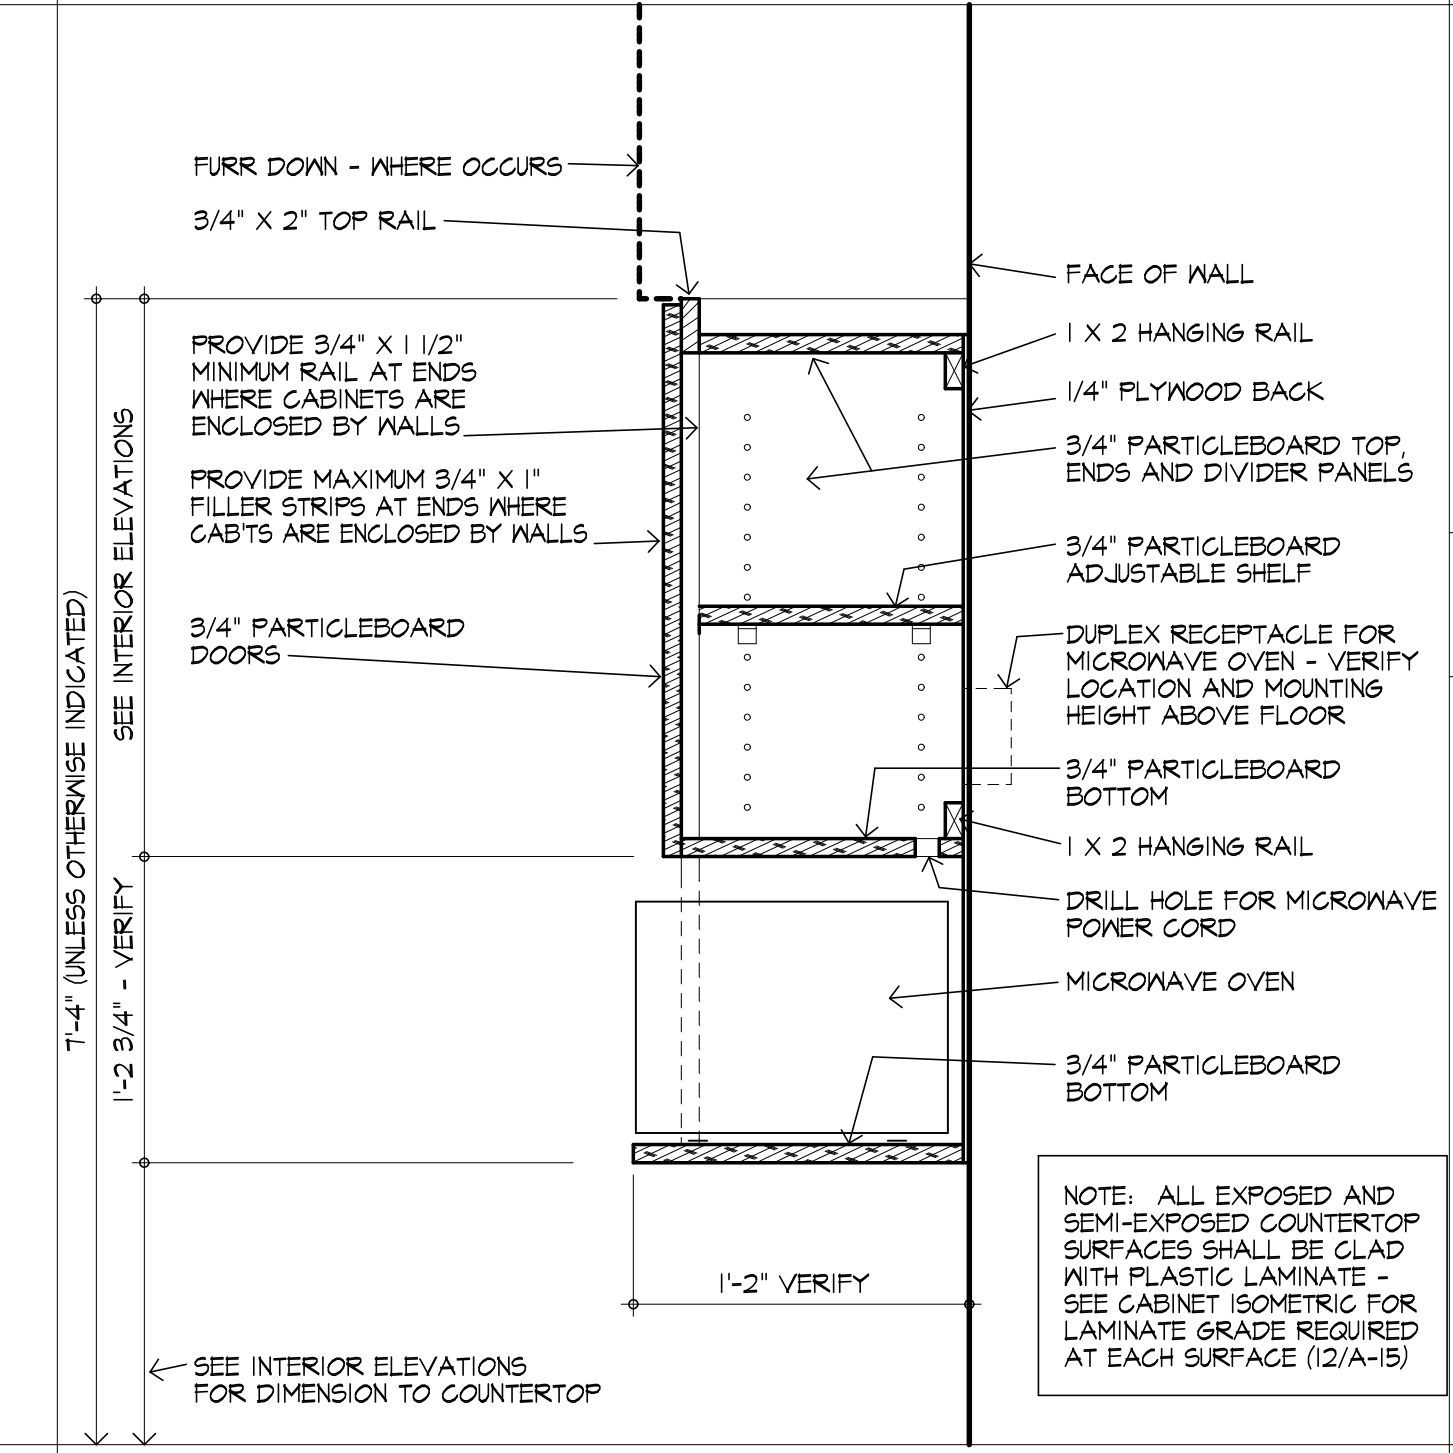 FURR DOWN - WHERE OCCURS
3/4" X 2" TOP RAIL
PROVIDE 3/4" X 1 1/2"
MINIMUM RAIL AT ENDS
WHERE CABINETS ARE
ENCLOSED BY WALLS
PROVIDE MAXIMUM 3/4" X 1"
FILLER STRIPS AT ENDS WHERE
CAB'TS ARE ENCLOSED BY WALLS
3/4" PARTICLEBOARD
DOORS
7'-4" (UNLESS OTHERWISE INDICATED)
SEE INTERIOR ELEVATIONS
1'-2 3/4" - VERIFY
FACE OF WALL
1 X 2 HANGING RAIL
1/4" PLYWOOD BACK
3/4" PARTICLEBOARD TOP,
ENDS AND DIVIDER PANELS
3/4" PARTICLEBOARD
ADJUSTABLE SHELF
DUPLEX RECEPTACLE FOR
MICROWAVE OVEN - VERIFY
LOCATION AND MOUNTING
HEIGHT ABOVE FLOOR
3/4" PARTICLEBOARD
BOTTOM
1 X 2 HANGING RAIL
DRILL HOLE FOR MICROWAVE
POWER CORD
MICROWAVE OVEN
3/4" PARTICLEBOARD
BOTTOM
1'-2" VERIFY
SEE INTERIOR ELEVATIONS
FOR DIMENSION TO COUNTERTOP
NOTE: ALL EXPOSED AND
SEMI-EXPOSED COUNTERTOP
SURFACES SHALL BE CLAD
WITH PLASTIC LAMINATE -
SEE CABINET ISOMETRIC FOR
LAMINATE GRADE REQUIRED
AT EACH SURFACE (12/A-15)